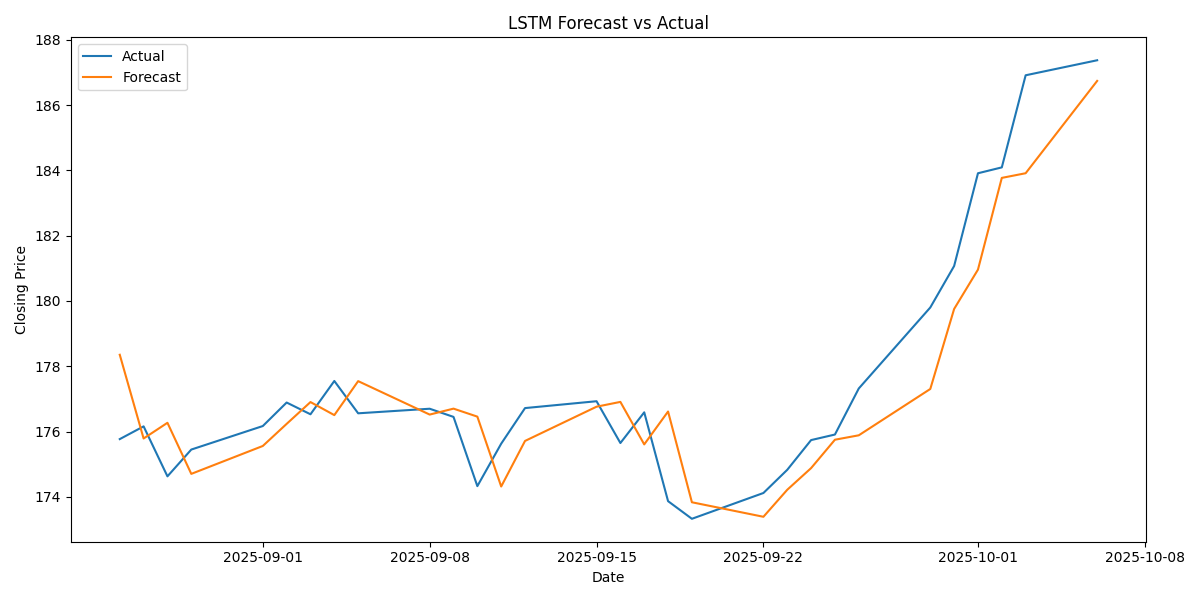 LSTM Forecast vs Actual
Actual
Forecast
188
186
184
182
180
178
176
174
Closing Price
2025-09-01 2025-09-08 2025-09-15 2025-09-22 2025-10-01 2025-10-08
Date